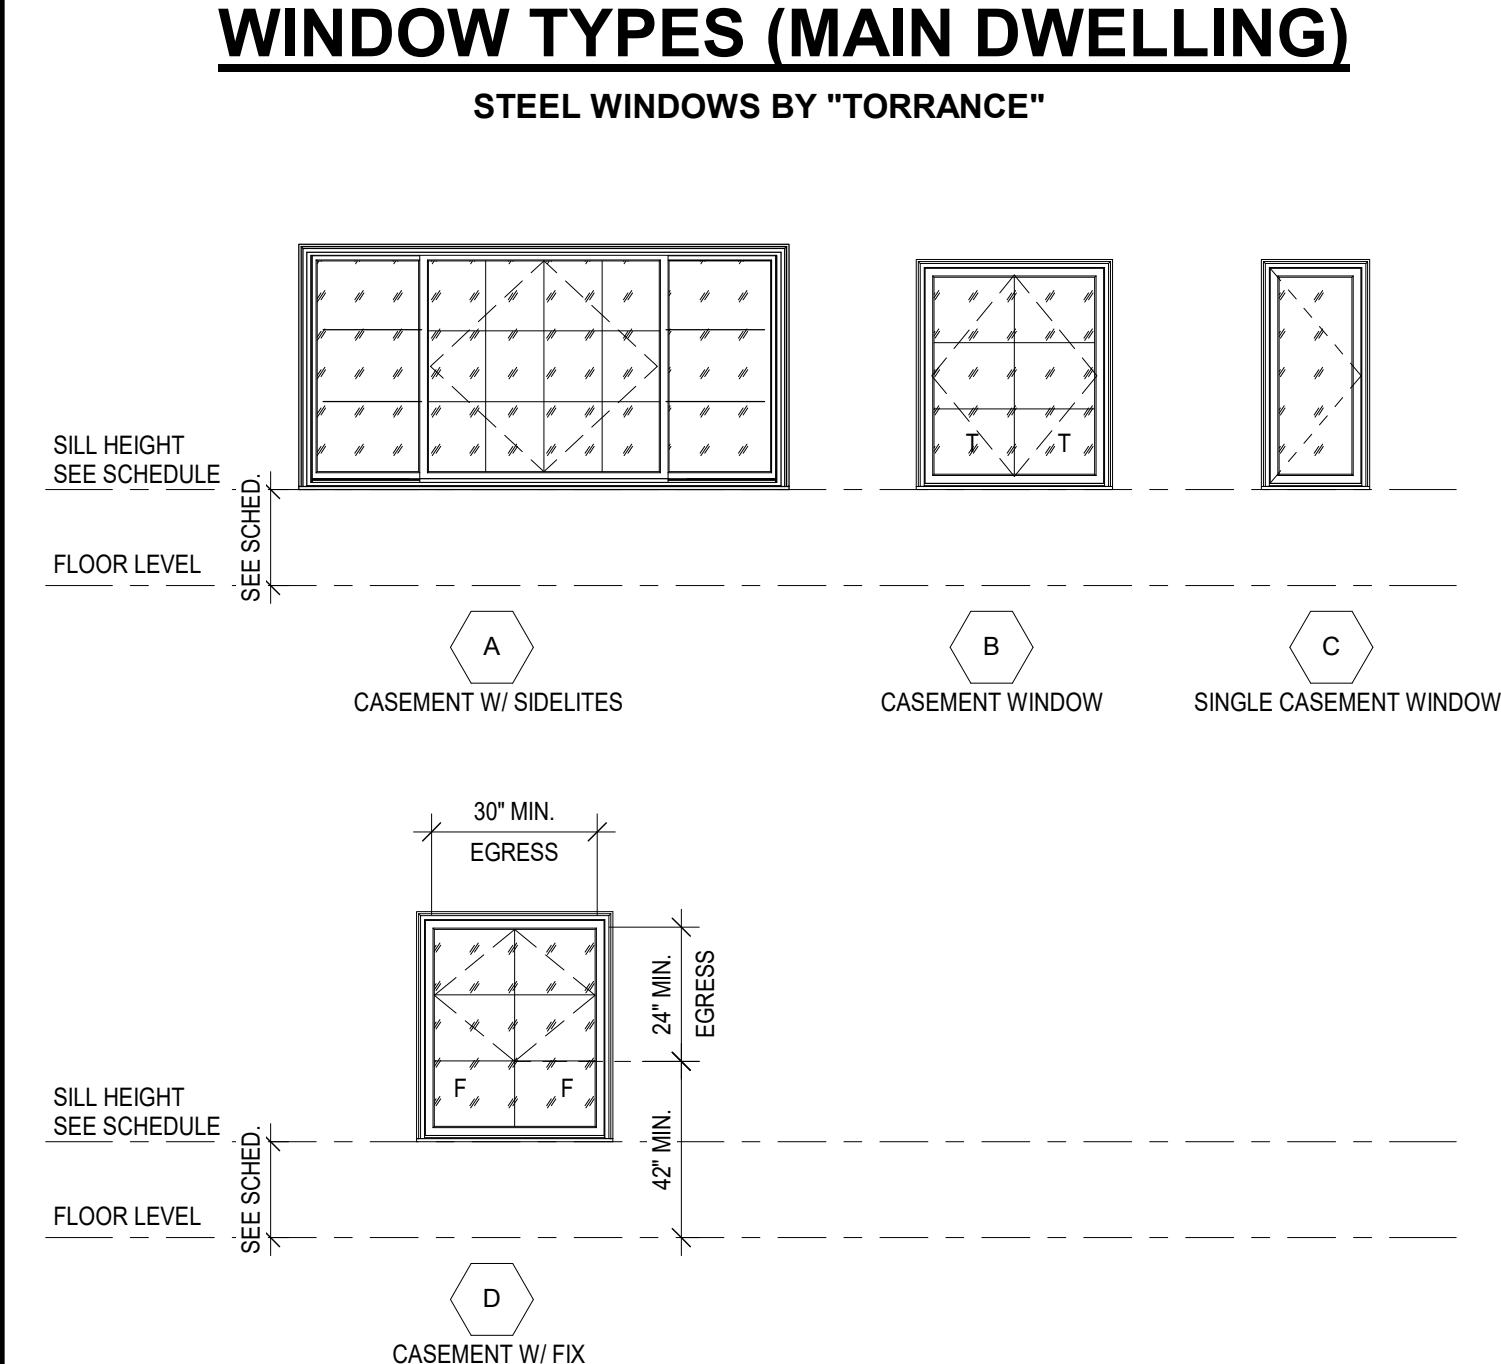 WINDOW TYPES (MAIN DWELLING)
STEEL WINDOWS BY "TORRANCE"
SILL HEIGHT
SEE SCHEDULE
SEE SCHED.
FLOOR LEVEL
T T
A
CASEMENT W/ SIDELITES
B
CASEMENT WINDOW
C
SINGLE CASEMENT WINDOW
30" MIN.
EGRESS
24" MIN.
EGRESS
F F
42" MIN.
SILL HEIGHT
SEE SCHEDULE
SEE SCHED.
FLOOR LEVEL
D
CASEMENT W/ FIX